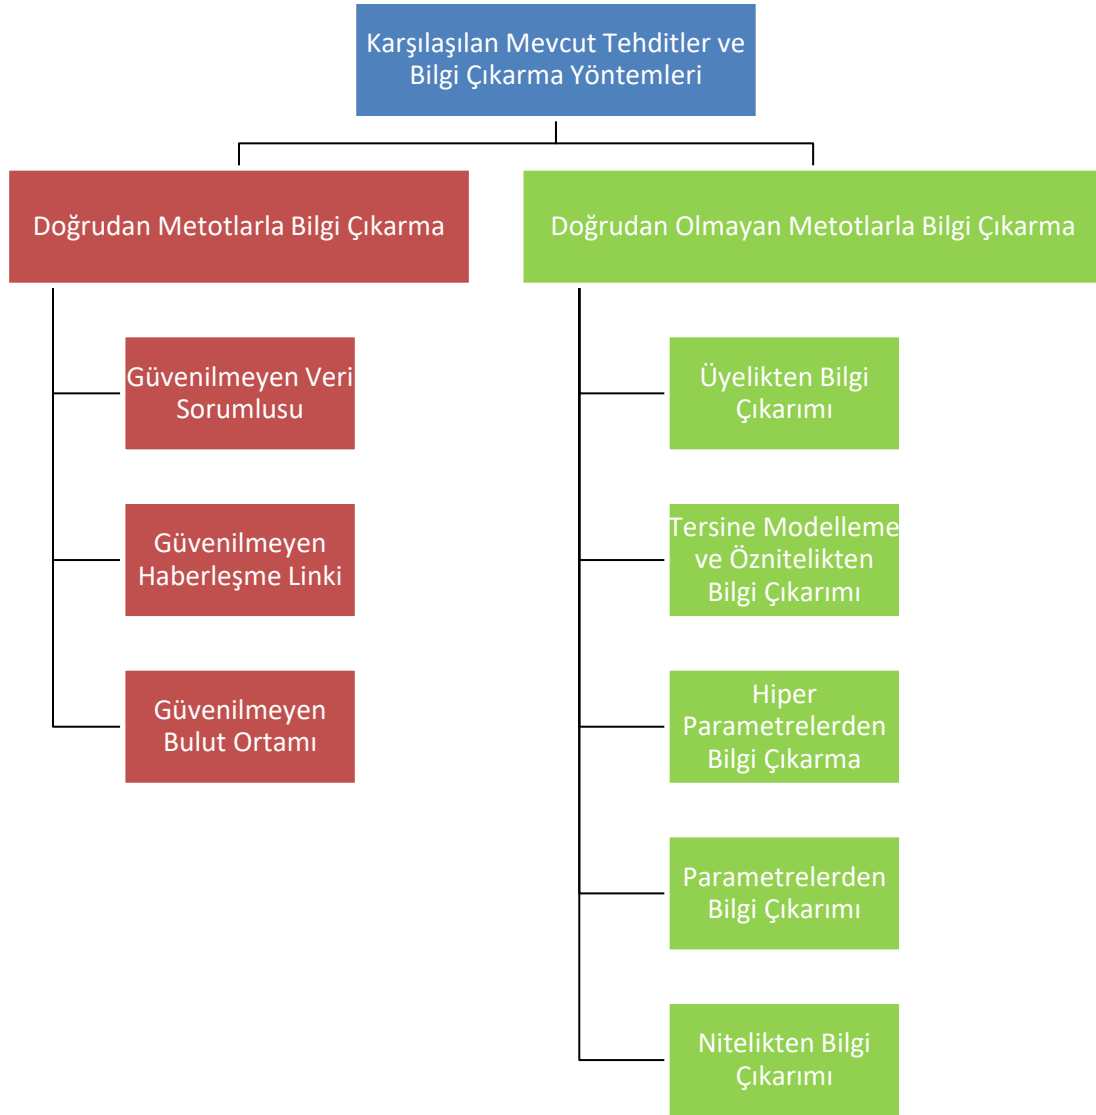 Karşılaşılan Mevcut Tehditler ve
Bilgi Çıkarma Yöntemleri
Doğrudan Metotlarla Bilgi Çıkarma
Güvenilmeyen Veri
Sorumlusu
Güvenilmeyen
Haberleşme Linki
Güvenilmeyen
Bulut Ortamı
Doğrudan Olmayan Metotlarla Bilgi Çıkarma
Üyelikten Bilgi
Çıkarımı
Tersine Modelleme
ve Öznitelikten
Bilgi Çıkarımı
Hiper
Parametrelerden
Bilgi Çıkarma
Parametrelerden
Bilgi Çıkarımı
Nitelikten Bilgi
Çıkarımı